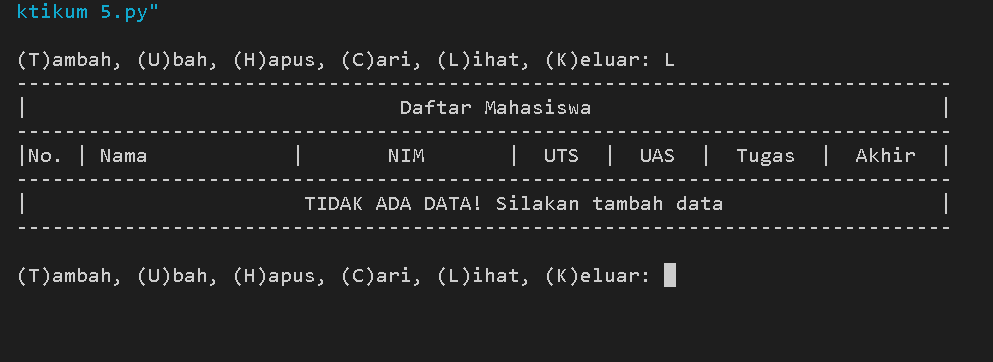 ktikum 5.py"
(T)ambah, (U)bah, (H)apus, (C)ari, (L)ihat, (K)eluar: L
------------------------------------------------------------------------------
|                               Daftar Mahasiswa                             |
------------------------------------------------------------------------------
|No. | Nama            |       NIM       |  UTS  |  UAS  |  Tugas  |  Akhir  |
------------------------------------------------------------------------------
|                       TIDAK ADA DATA! Silakan tambah data                  |
------------------------------------------------------------------------------
(T)ambah, (U)bah, (H)apus, (C)ari, (L)ihat, (K)eluar: